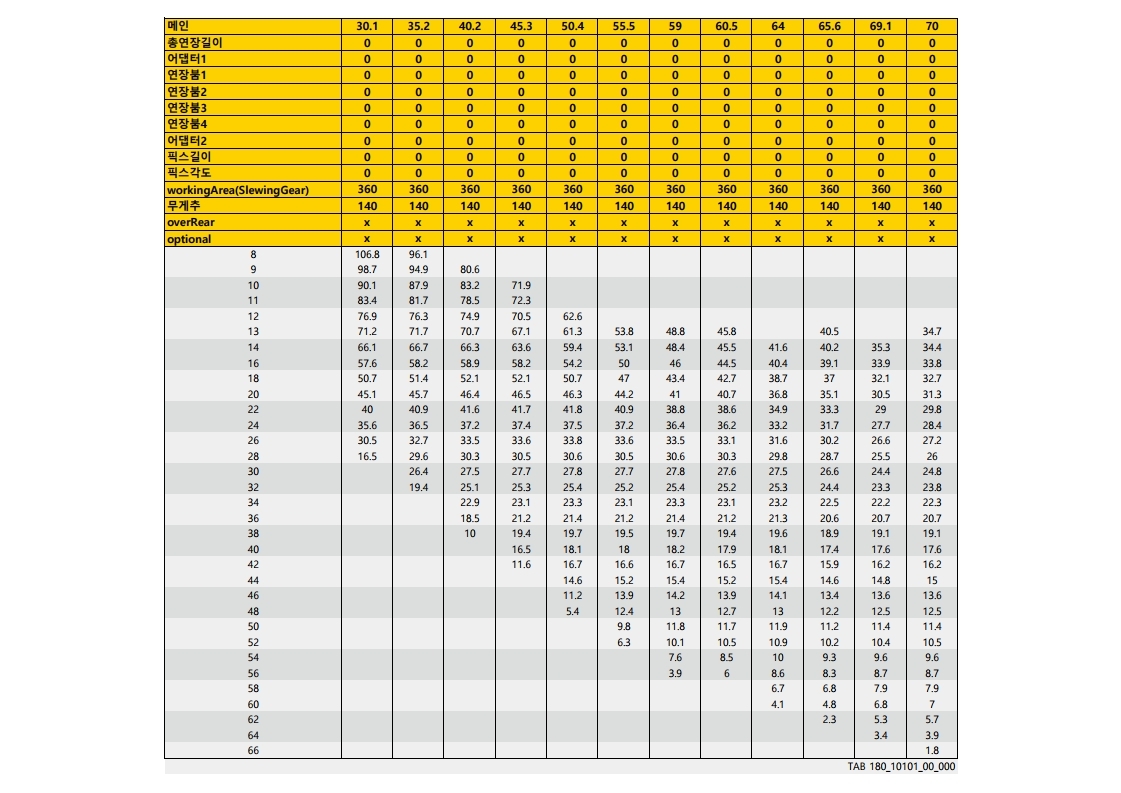 메인 30.1 35.2 40.2 45.3 50.4 55.5 59 60.5 64 65.6 69.1 70
총연장길이 0 0 0 0 0 0 0 0 0 0 0 0
어댑터1 0 0 0 0 0 0 0 0 0 0 0 0
연장붐1 0 0 0 0 0 0 0 0 0 0 0 0
연장붐2 0 0 0 0 0 0 0 0 0 0 0 0
연장붐3 0 0 0 0 0 0 0 0 0 0 0 0
연장붐4 0 0 0 0 0 0 0 0 0 0 0 0
어댑터2 0 0 0 0 0 0 0 0 0 0 0 0
픽스길이 0 0 0 0 0 0 0 0 0 0 0 0
픽스각도 0 0 0 0 0 0 0 0 0 0 0 0
workingArea(SlewingGear) 360 360 360 360 360 360 360 360 360 360 360 360
무게추 140 140 140 140 140 140 140 140 140 140 140 140
overRear x x x x x x x x x x x x
optional x x x x x x x x x x x x
8 106.8 96.1
9 98.7 94.9 80.6
10 90.1 87.9 83.2 71.9
11 83.4 81.7 78.5 72.3
12 76.9 76.3 74.9 70.5 62.6
13 71.2 71.7 70.7 67.1 61.3 53.8 48.8 45.8 40.5 34.7
14 66.1 66.7 66.3 63.6 59.4 53.1 48.4 45.5 41.6 40.2 35.3 34.4
16 57.6 58.2 58.9 58.2 54.2 50 46 44.5 40.4 39.1 33.9 33.8
18 50.7 51.4 52.1 52.1 50.7 47 43.4 42.7 38.7 37 32.1 32.7
20 45.1 45.7 46.4 46.5 46.3 44.2 41 40.7 36.8 35.1 30.5 31.3
22 40 40.9 41.6 41.7 41.8 40.9 38.8 38.6 34.9 33.3 29 29.8
24 35.6 36.5 37.2 37.4 37.5 37.2 36.4 36.2 33.2 31.7 27.7 28.4
26 30.5 32.7 33.5 33.6 33.8 33.6 33.5 33.1 31.6 30.2 26.6 27.2
28 16.5 29.6 30.3 30.5 30.6 30.5 30.6 30.3 29.8 28.7 25.5 26
30 26.4 27.5 27.7 27.8 27.7 27.8 27.6 27.5 26.6 24.4 24.8
32 19.4 25.1 25.3 25.4 25.2 25.4 25.2 25.3 24.4 23.3 23.8
34 22.9 23.1 23.3 23.1 23.3 23.1 23.2 22.5 22.2 22.3
36 18.5 21.2 21.4 21.2 21.4 21.2 21.3 20.6 20.7 20.7
38 10 19.4 19.7 19.5 19.7 19.4 19.6 18.9 19.1 19.1
40 16.5 18.1 18 18.2 17.9 18.1 17.4 17.6 17.6
42 11.6 16.7 16.6 16.7 16.5 16.7 15.9 16.2 16.2
44 14.6 15.2 15.4 15.2 15.4 14.6 14.8 15
46 11.2 13.9 14.2 13.9 14.1 13.4 13.6 13.6
48 5.4 12.4 13 12.7 13 12.2 12.5 12.5
50 9.8 11.8 11.7 11.9 11.2 11.4 11.4
52 6.3 10.1 10.5 10.9 10.2 10.4 10.5
54 7.6 8.5 10 9.3 9.6 9.6
56 3.9 6 8.6 8.3 8.7 8.7
58 6.7 6.8 7.9 7.9
60 4.1 4.8 6.8 7
62 2.3 5.3 5.7
64 3.4 3.9
66 1.8
TAB 180_10101_00_000